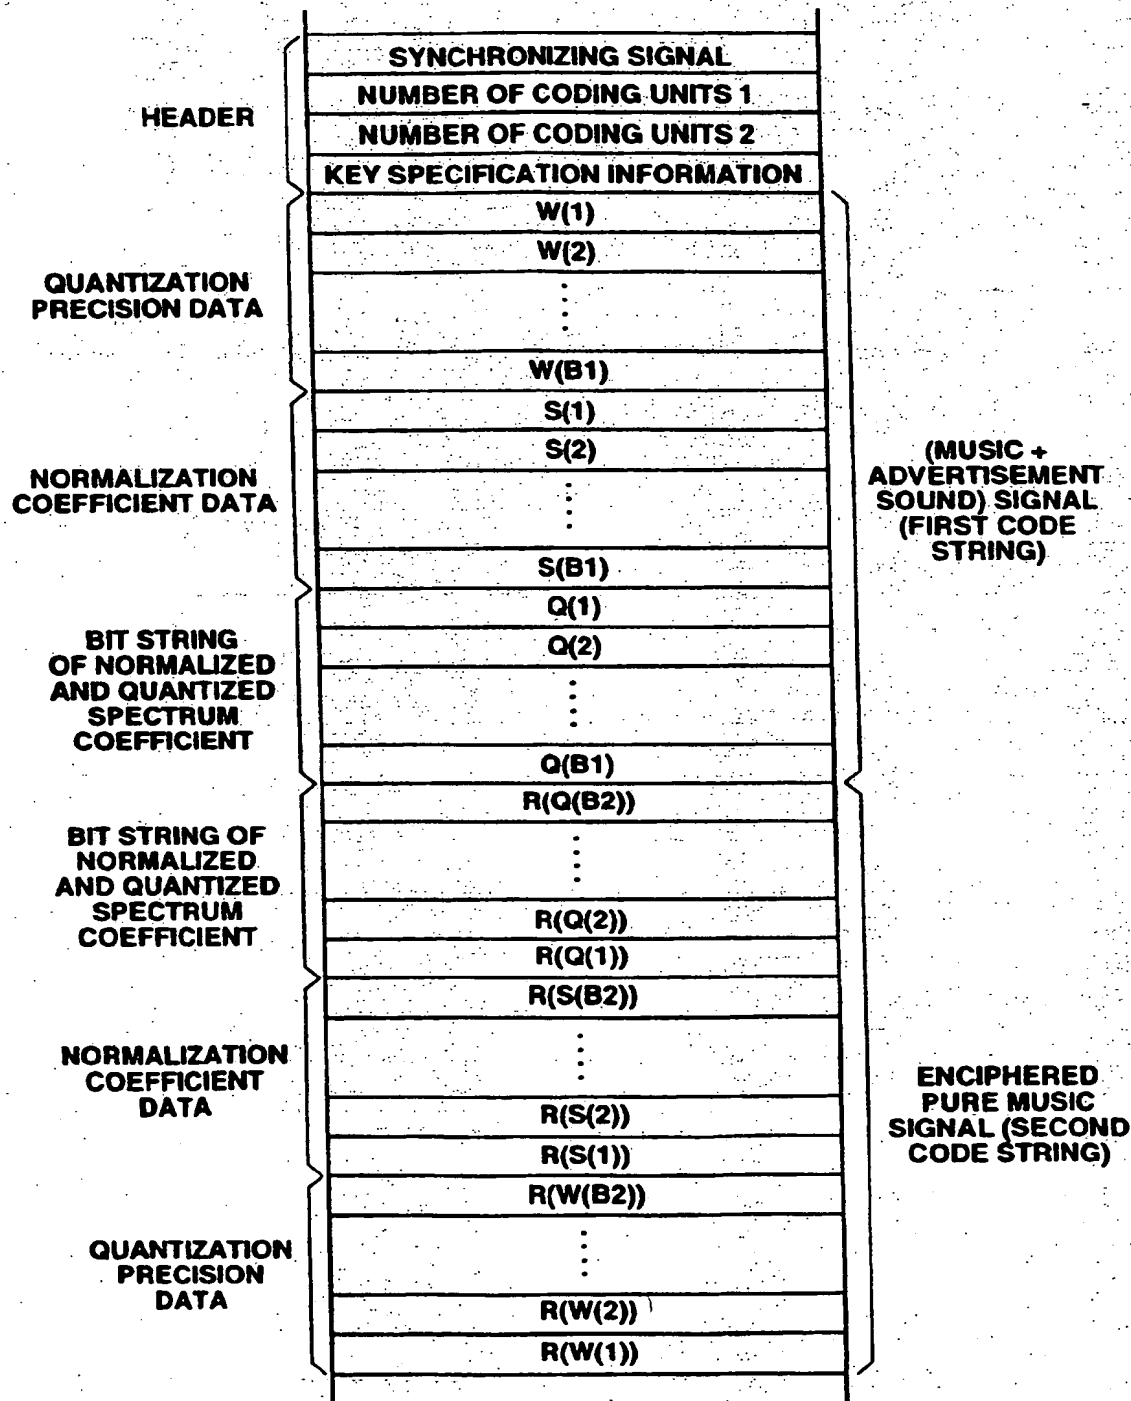 SYNCHRONIZING SIGNAL
NUMBER OF CODING UNITS 1
HEADER
NUMBER OF CODING UNITS 2
KEY SPECIFICATION INFORMATION
W(1)
W(2)
QUANTIZATION
PRECISION DATA
W(B1)
S(1)
S(2)
NORMALIZATION
COEFFICIENT DATA
S(B1)
(MUSIC +
ADVERTISEMENT
SOUND) SIGNAL
(FIRST CODE
STRING)
Q(1)
Q(2)
BIT STRING
OF NORMALIZED
AND QUANTIZED
SPECTRUM
COEFFICIENT
Q(B1)
R(Q(B2))
BIT STRING OF
NORMALIZED
AND QUANTIZED
SPECTRUM
COEFFICIENT
R(Q(2))
R(Q(1))
R(S(B2))
NORMALIZATION
COEFFICIENT
DATA
R(S(2))
R(S(1))
ENCIPHERED
PURE MUSIC
SIGNAL (SECOND
CODE STRING)
R(W(B2))
QUANTIZATION
PRECISION
DATA
R(W(2))
R(W(1))